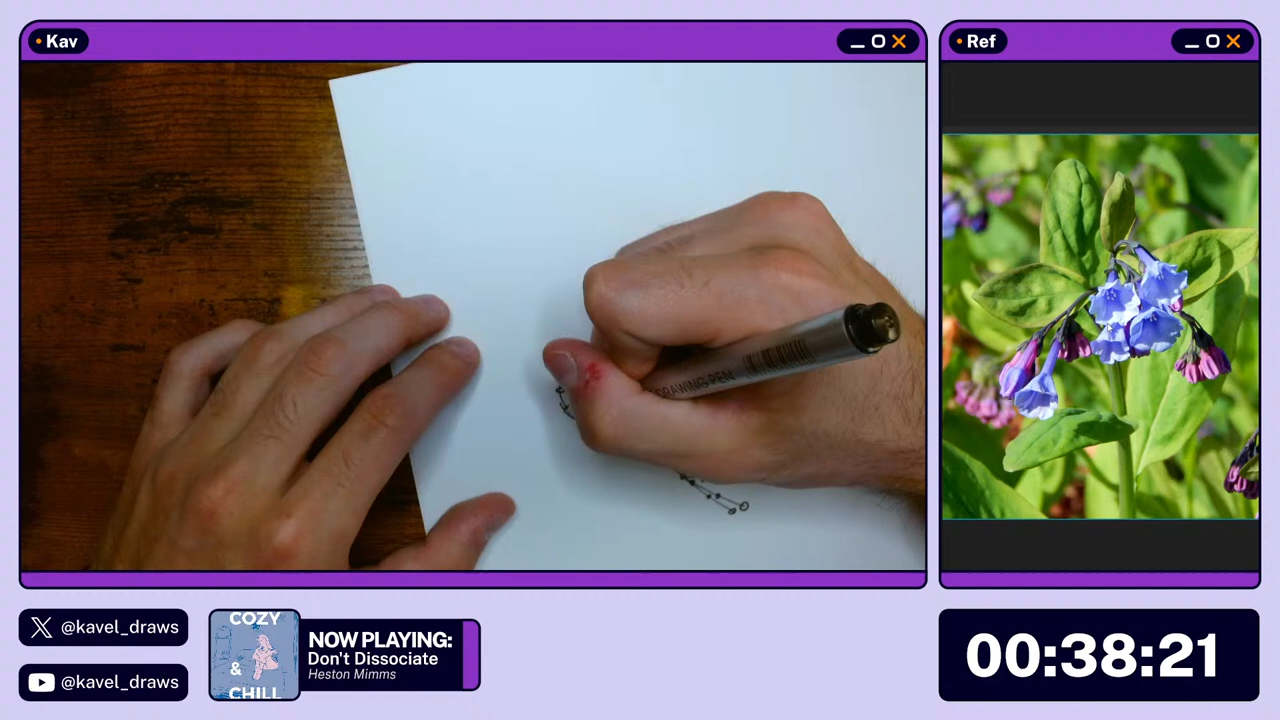 Kav
Ref
DRAWING PEN
@kavel_draws
@kavel_draws
COZY
&
CHILL
NOW PLAYING:
Don't Dissociate
Heston Mimms
00:38:21